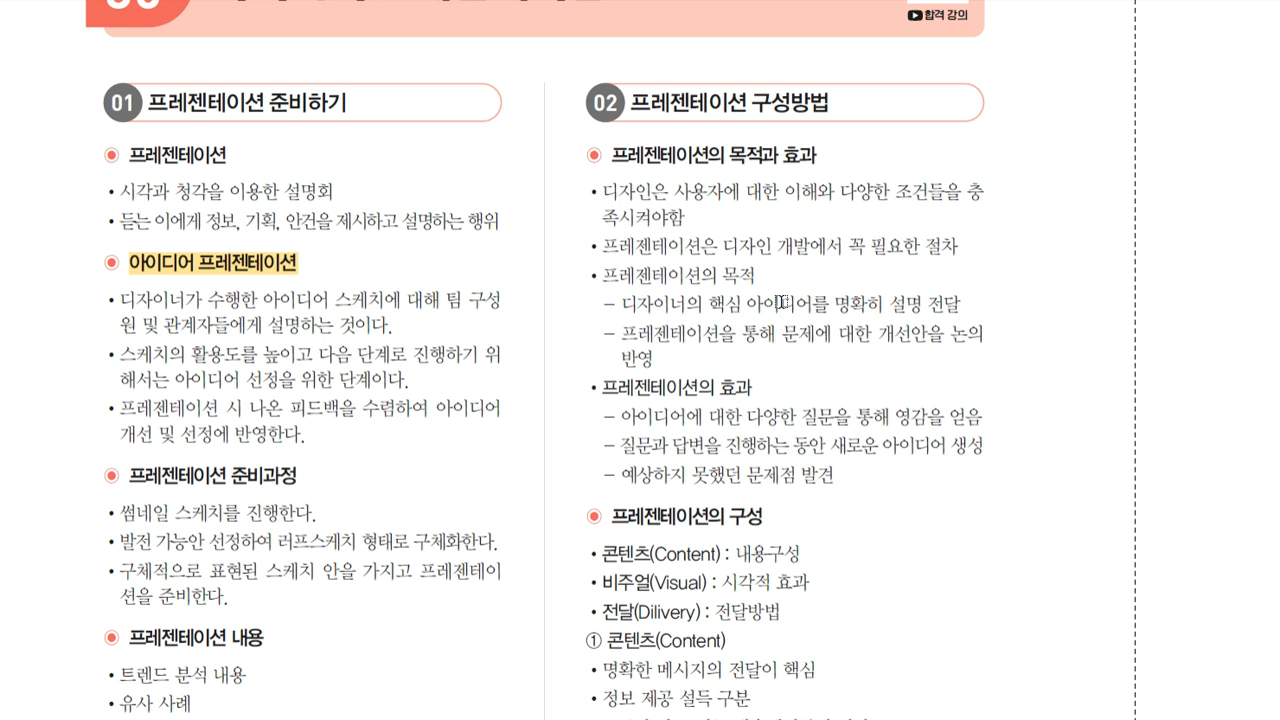 합격 강의
01 프레젠테이션 준비하기
프레젠테이션
• 시각과 청각을 이용한 설명회
• 듣는 이에게 정보, 기획, 안건을 제시하고 설명하는 행위
아이디어 프레젠테이션
• 디자이너가 수행한 아이디어 스케치에 대해 팀 구성
원 및 관계자들에게 설명하는 것이다.
• 스케치의 활용도를 높이고 다음 단계로 진행하기 위
해서는 아이디어 선정을 위한 단계이다.
• 프레젠테이션 시 나온 피드백을 수렴하여 아이디어
개선 및 선정에 반영한다.
프레젠테이션 준비과정
• 썸네일 스케치를 진행한다.
• 발전 가능안 선정하여 러프스케치 형태로 구체화한다.
• 구체적으로 표현된 스케치 안을 가지고 프레젠테이
션을 준비한다.
프레젠테이션 내용
• 트렌드 분석 내용
• 유사 사례
02 프레젠테이션 구성방법
프레젠테이션의 목적과 효과
• 디자인은 사용자에 대한 이해와 다양한 조건들을 충
족시켜야함
• 프레젠테이션은 디자인 개발에서 꼭 필요한 절차
• 프레젠테이션의 목적
– 디자이너의 핵심 아이디어를 명확히 설명 전달
– 프레젠테이션을 통해 문제에 대한 개선안을 논의
반영
• 프레젠테이션의 효과
– 아이디어에 대한 다양한 질문을 통해 영감을 얻음
– 질문과 답변을 진행하는 동안 새로운 아이디어 생성
– 예상하지 못했던 문제점 발견
프레젠테이션의 구성
• 콘텐츠(Content) : 내용구성
• 비주얼(Visual) : 시각적 효과
• 전달(Dilivery) : 전달방법
① 콘텐츠(Content)
• 명확한 메시지의 전달이 핵심
• 정보 제공 설득 구분